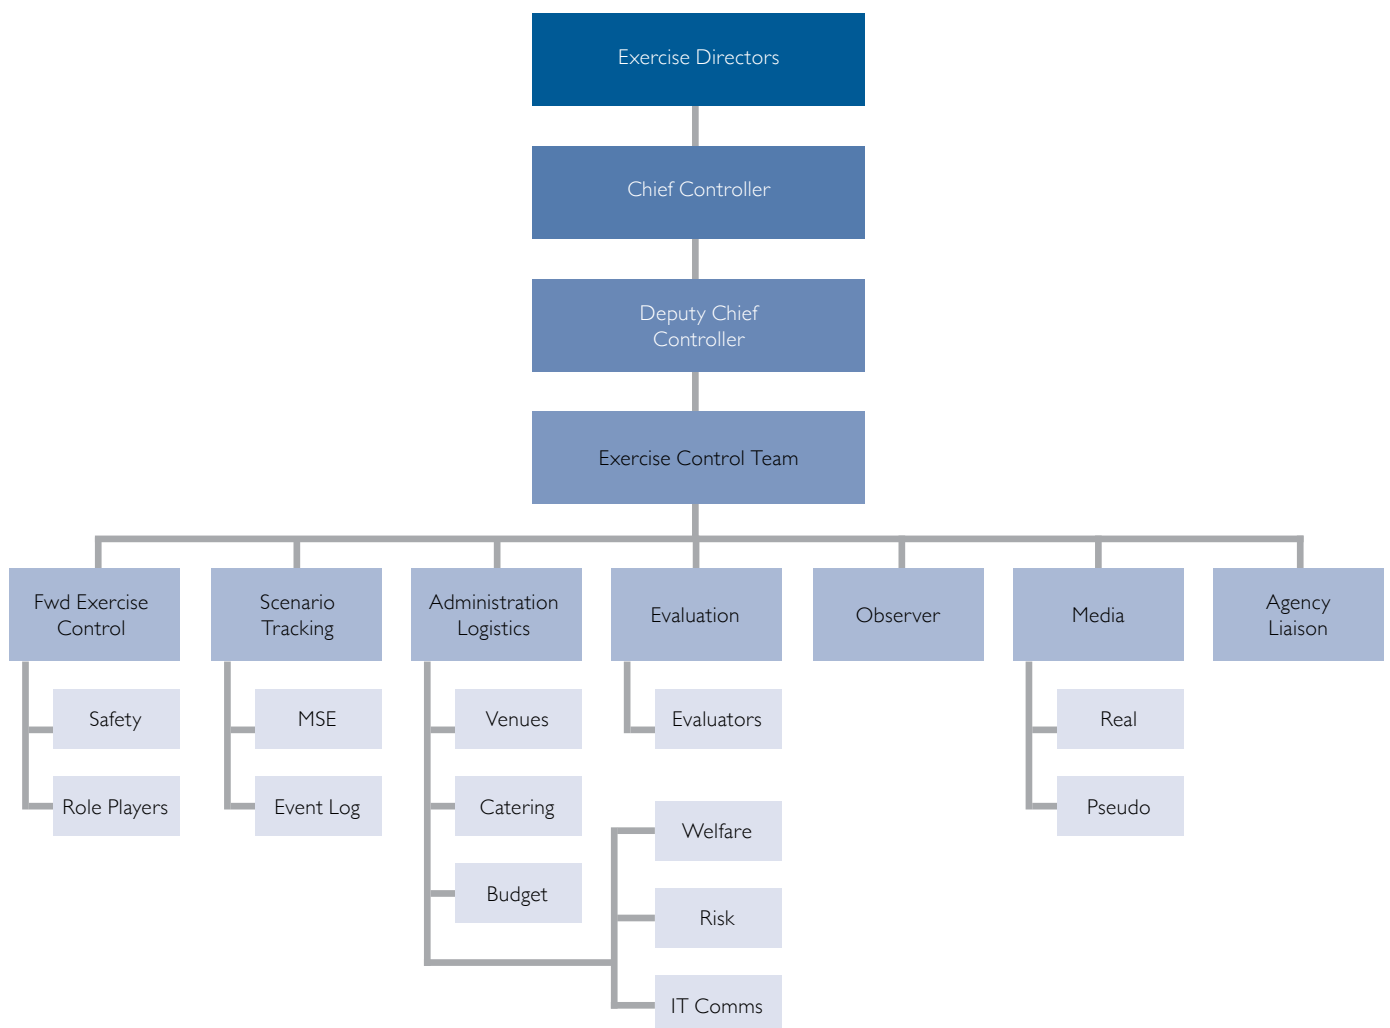 Exercise Directors
Chief Controller
Deputy Chief
Controller
Exercise Control Team
Fwd Exercise
Control
Scenario
Tracking
Administration
Logistics
Evaluation
Observer
Media
Agency
Liaison
Safety
Role Players
MSE
Event Log
Venues
Catering
Budget
Evaluators
Welfare
Risk
IT Comms
Real
Pseudo